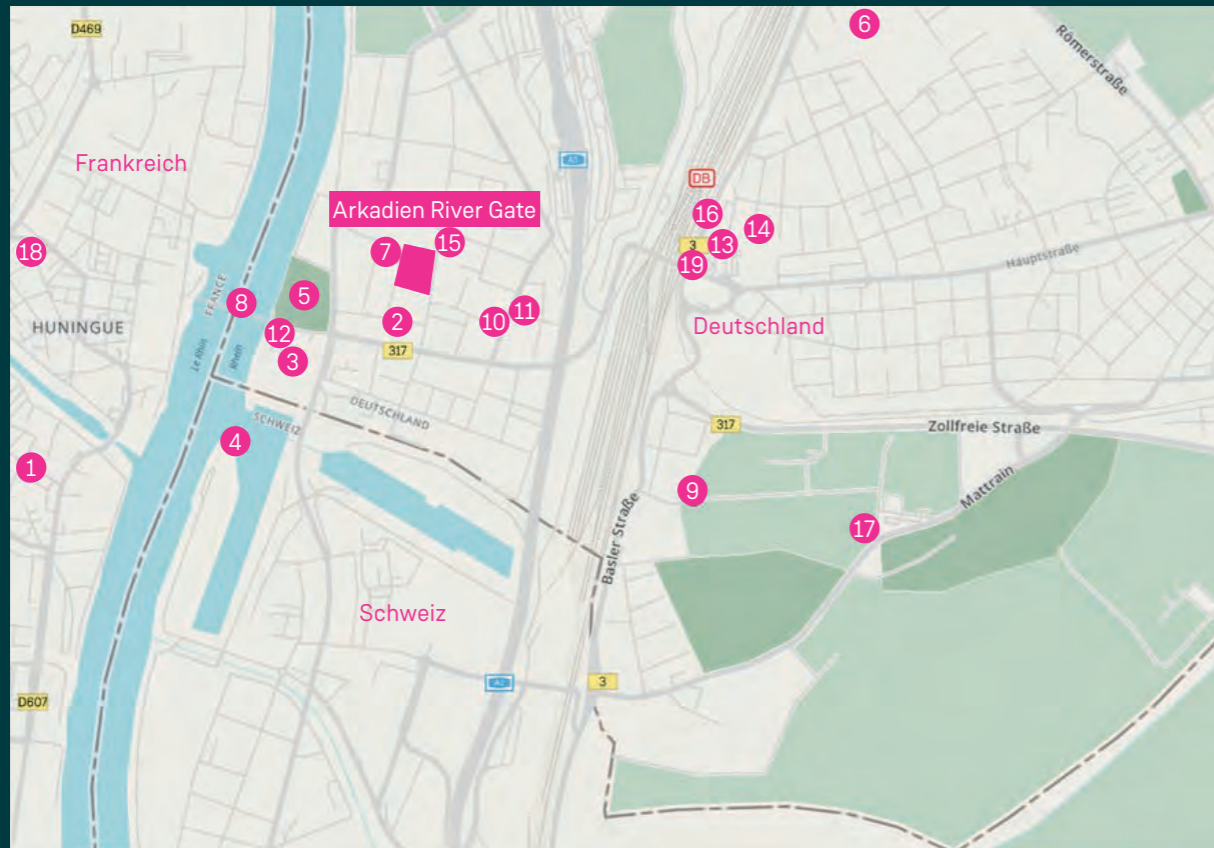 D469
6
Römerstraße
Frankreich
A5
DB
Arkadien River Gate
16
14
15
18
7
3
13
19
Hauptstraße
FRANCE
8
5
2
10
11
HUNINGUE
12
Deutschland
Le Rhin
Rhein
3
317
DEUTSCHLAND
SCHWEIZ
4
317
Zollfreie Straße
1
9
Mattrain
17
Basler Straße
Schweiz
A2
3
D607